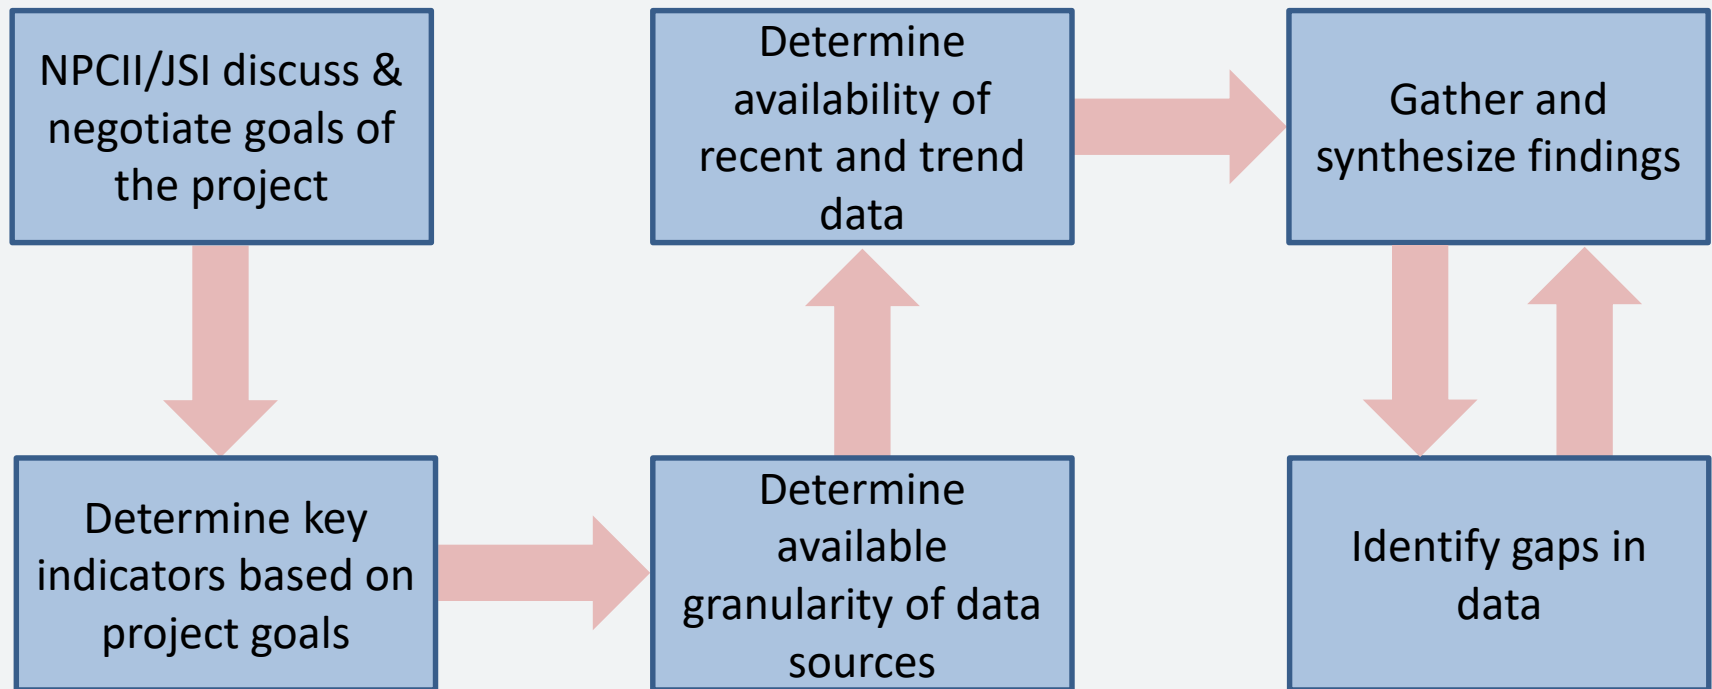 NPCII/JSI discuss &
negotiate goals of
the project
Determine key
indicators based on
project goals
Determine
available
granularity of data
sources
Determine
availability of
recent and trend
data
Gather and
synthesize findings
Identify gaps in
data